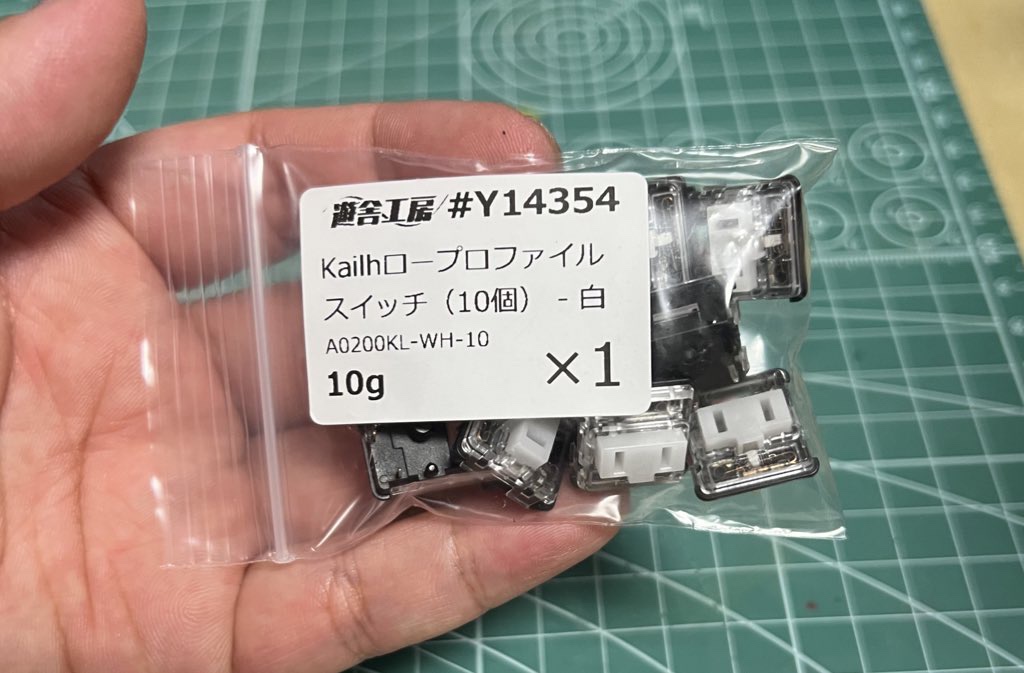 遊舎工房 #Y14354
Kailhロープロファイル
スイッチ（10個） - 白
A0200KL-WH-10
10g ×1